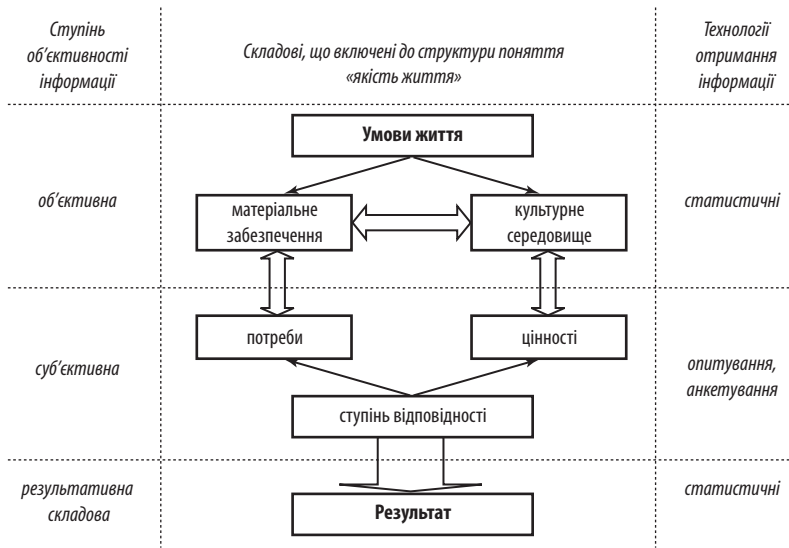 Ступінь
об’єктивності
інформації
Складові, що включені до структури поняття
«якість життя»
Технології
отримання
інформації
Умови життя
об’єктивна
матеріальне
забезпечення
культурне
середовище
статистичні
суб’єктивна
потреби
цінності
опитування,
анкетування
ступінь відповідності
результативна
складова
Результат
статистичні